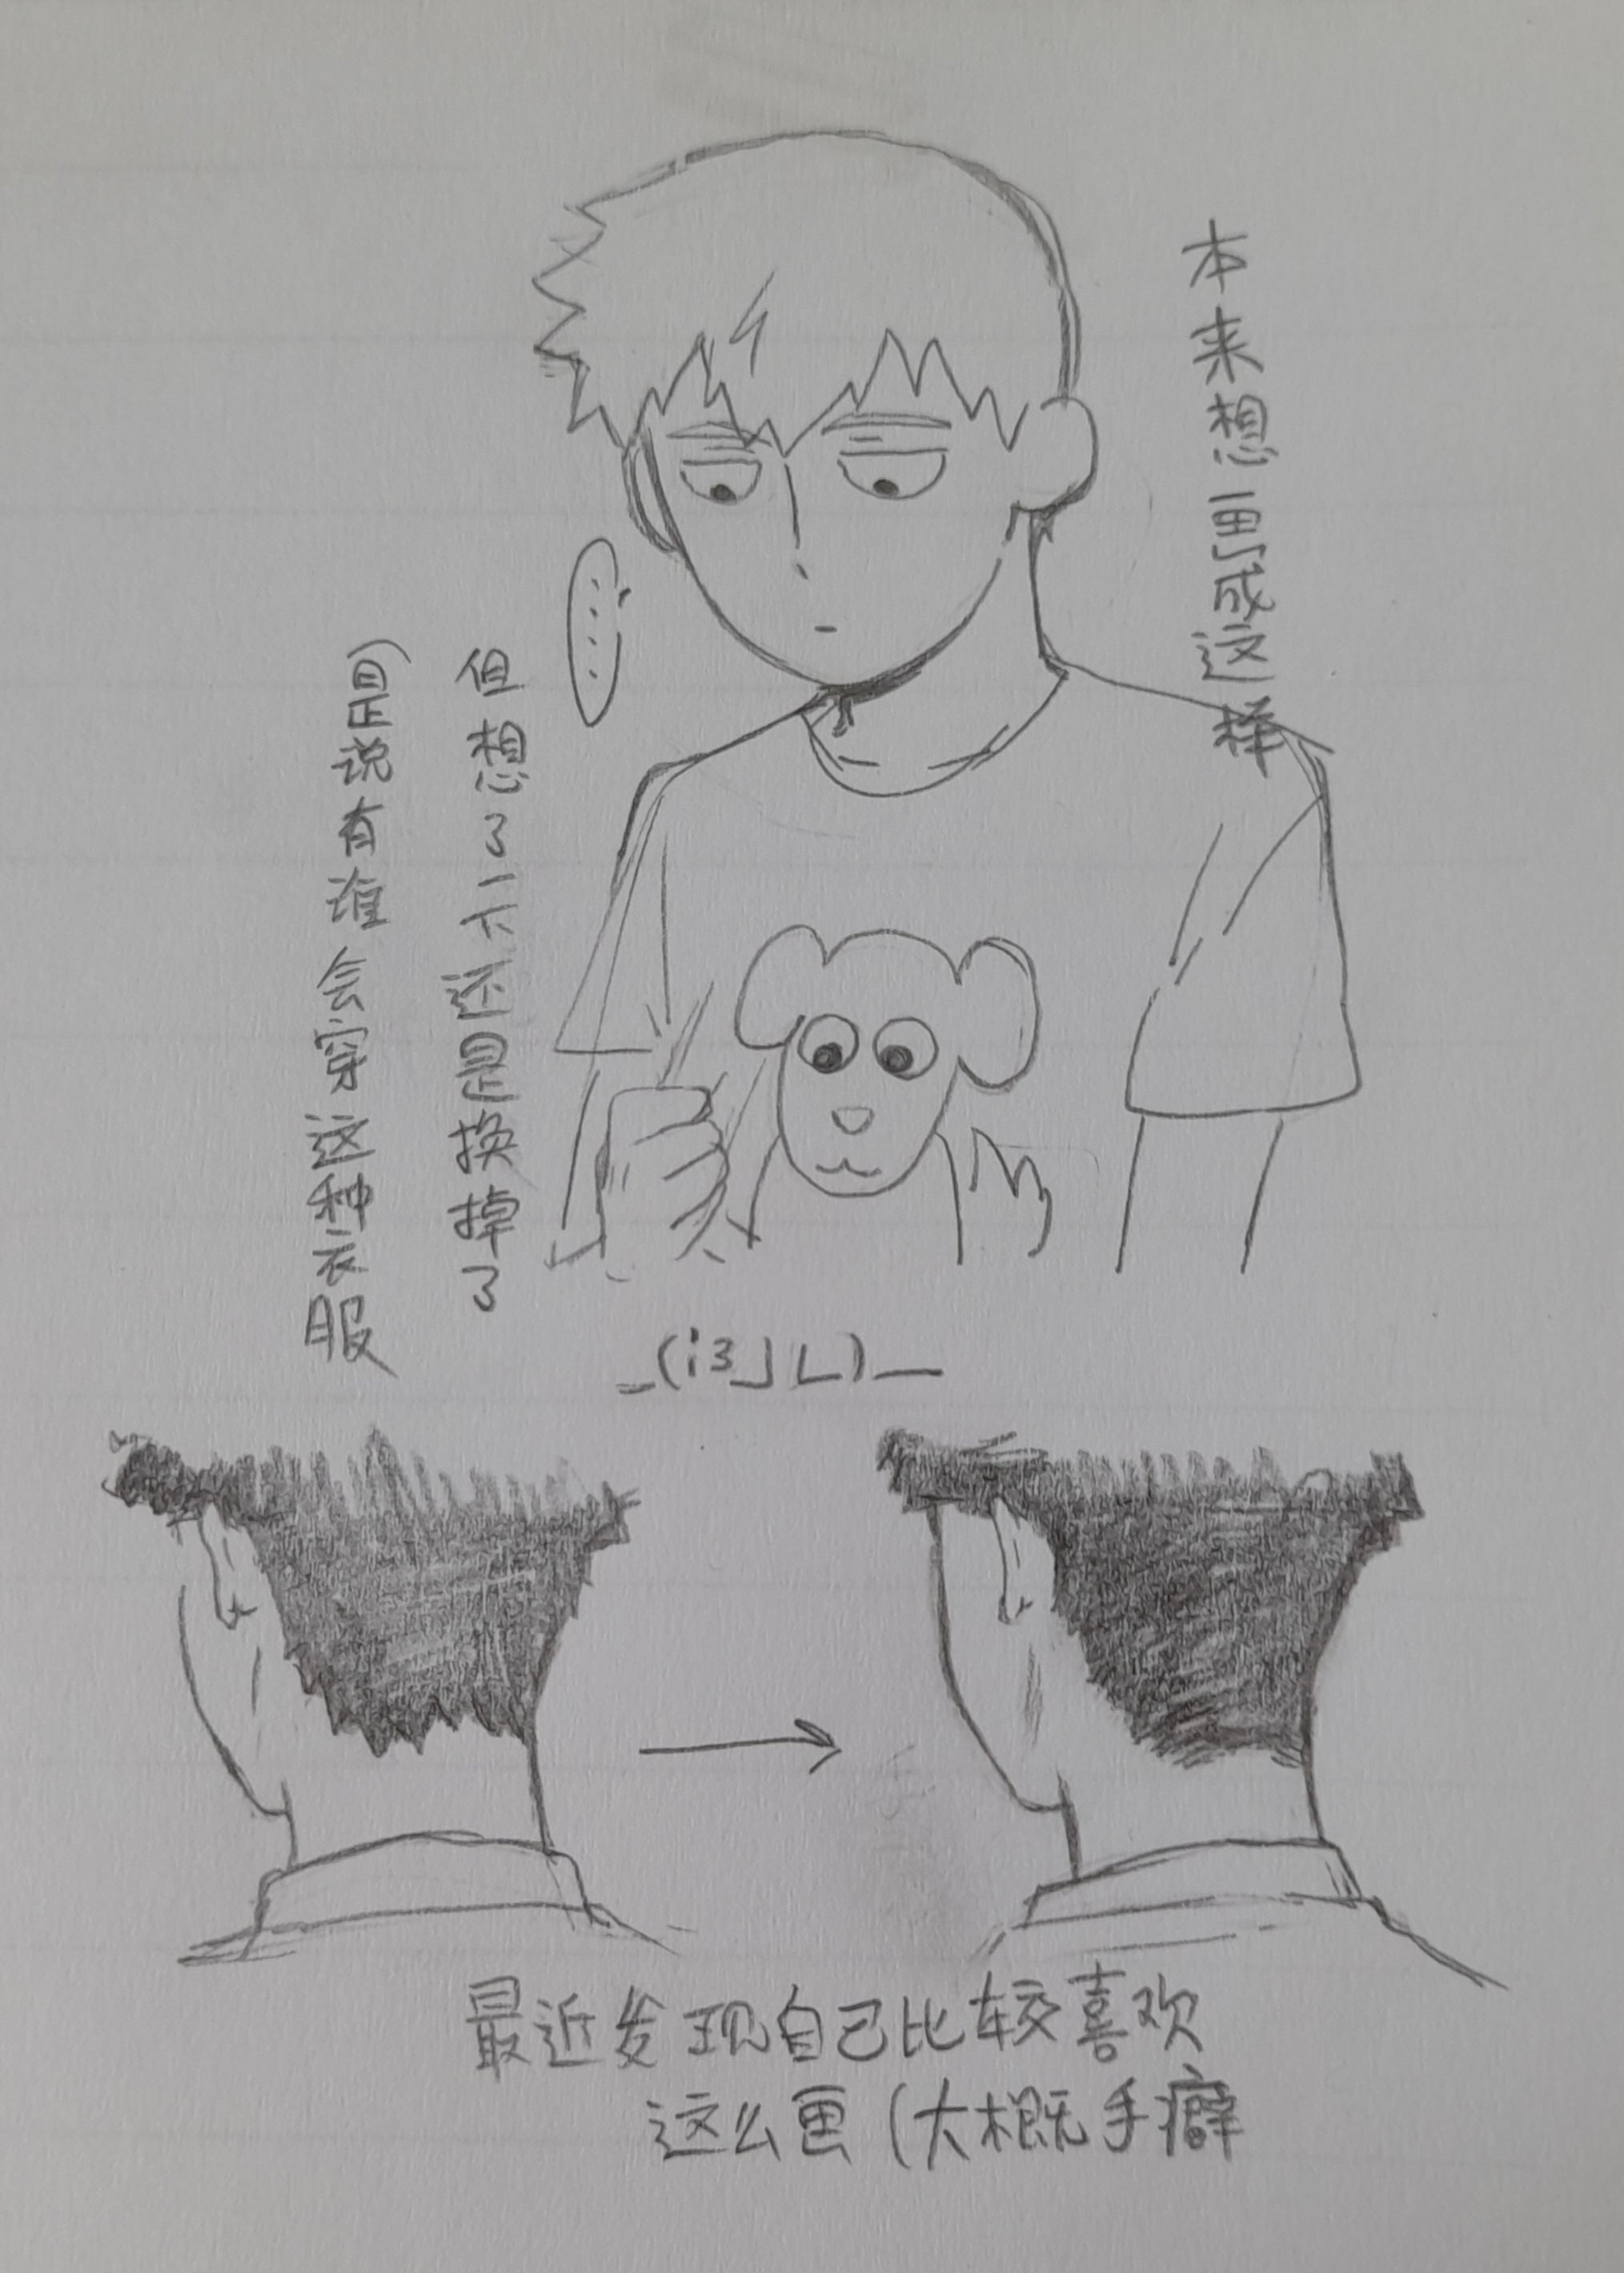 本来想画成这样
但想了一下还是换掉了
(是说有谁会穿这种衣服
……
_(:3」∠)_
最近发现自己比较喜欢
这么画(大概手癖